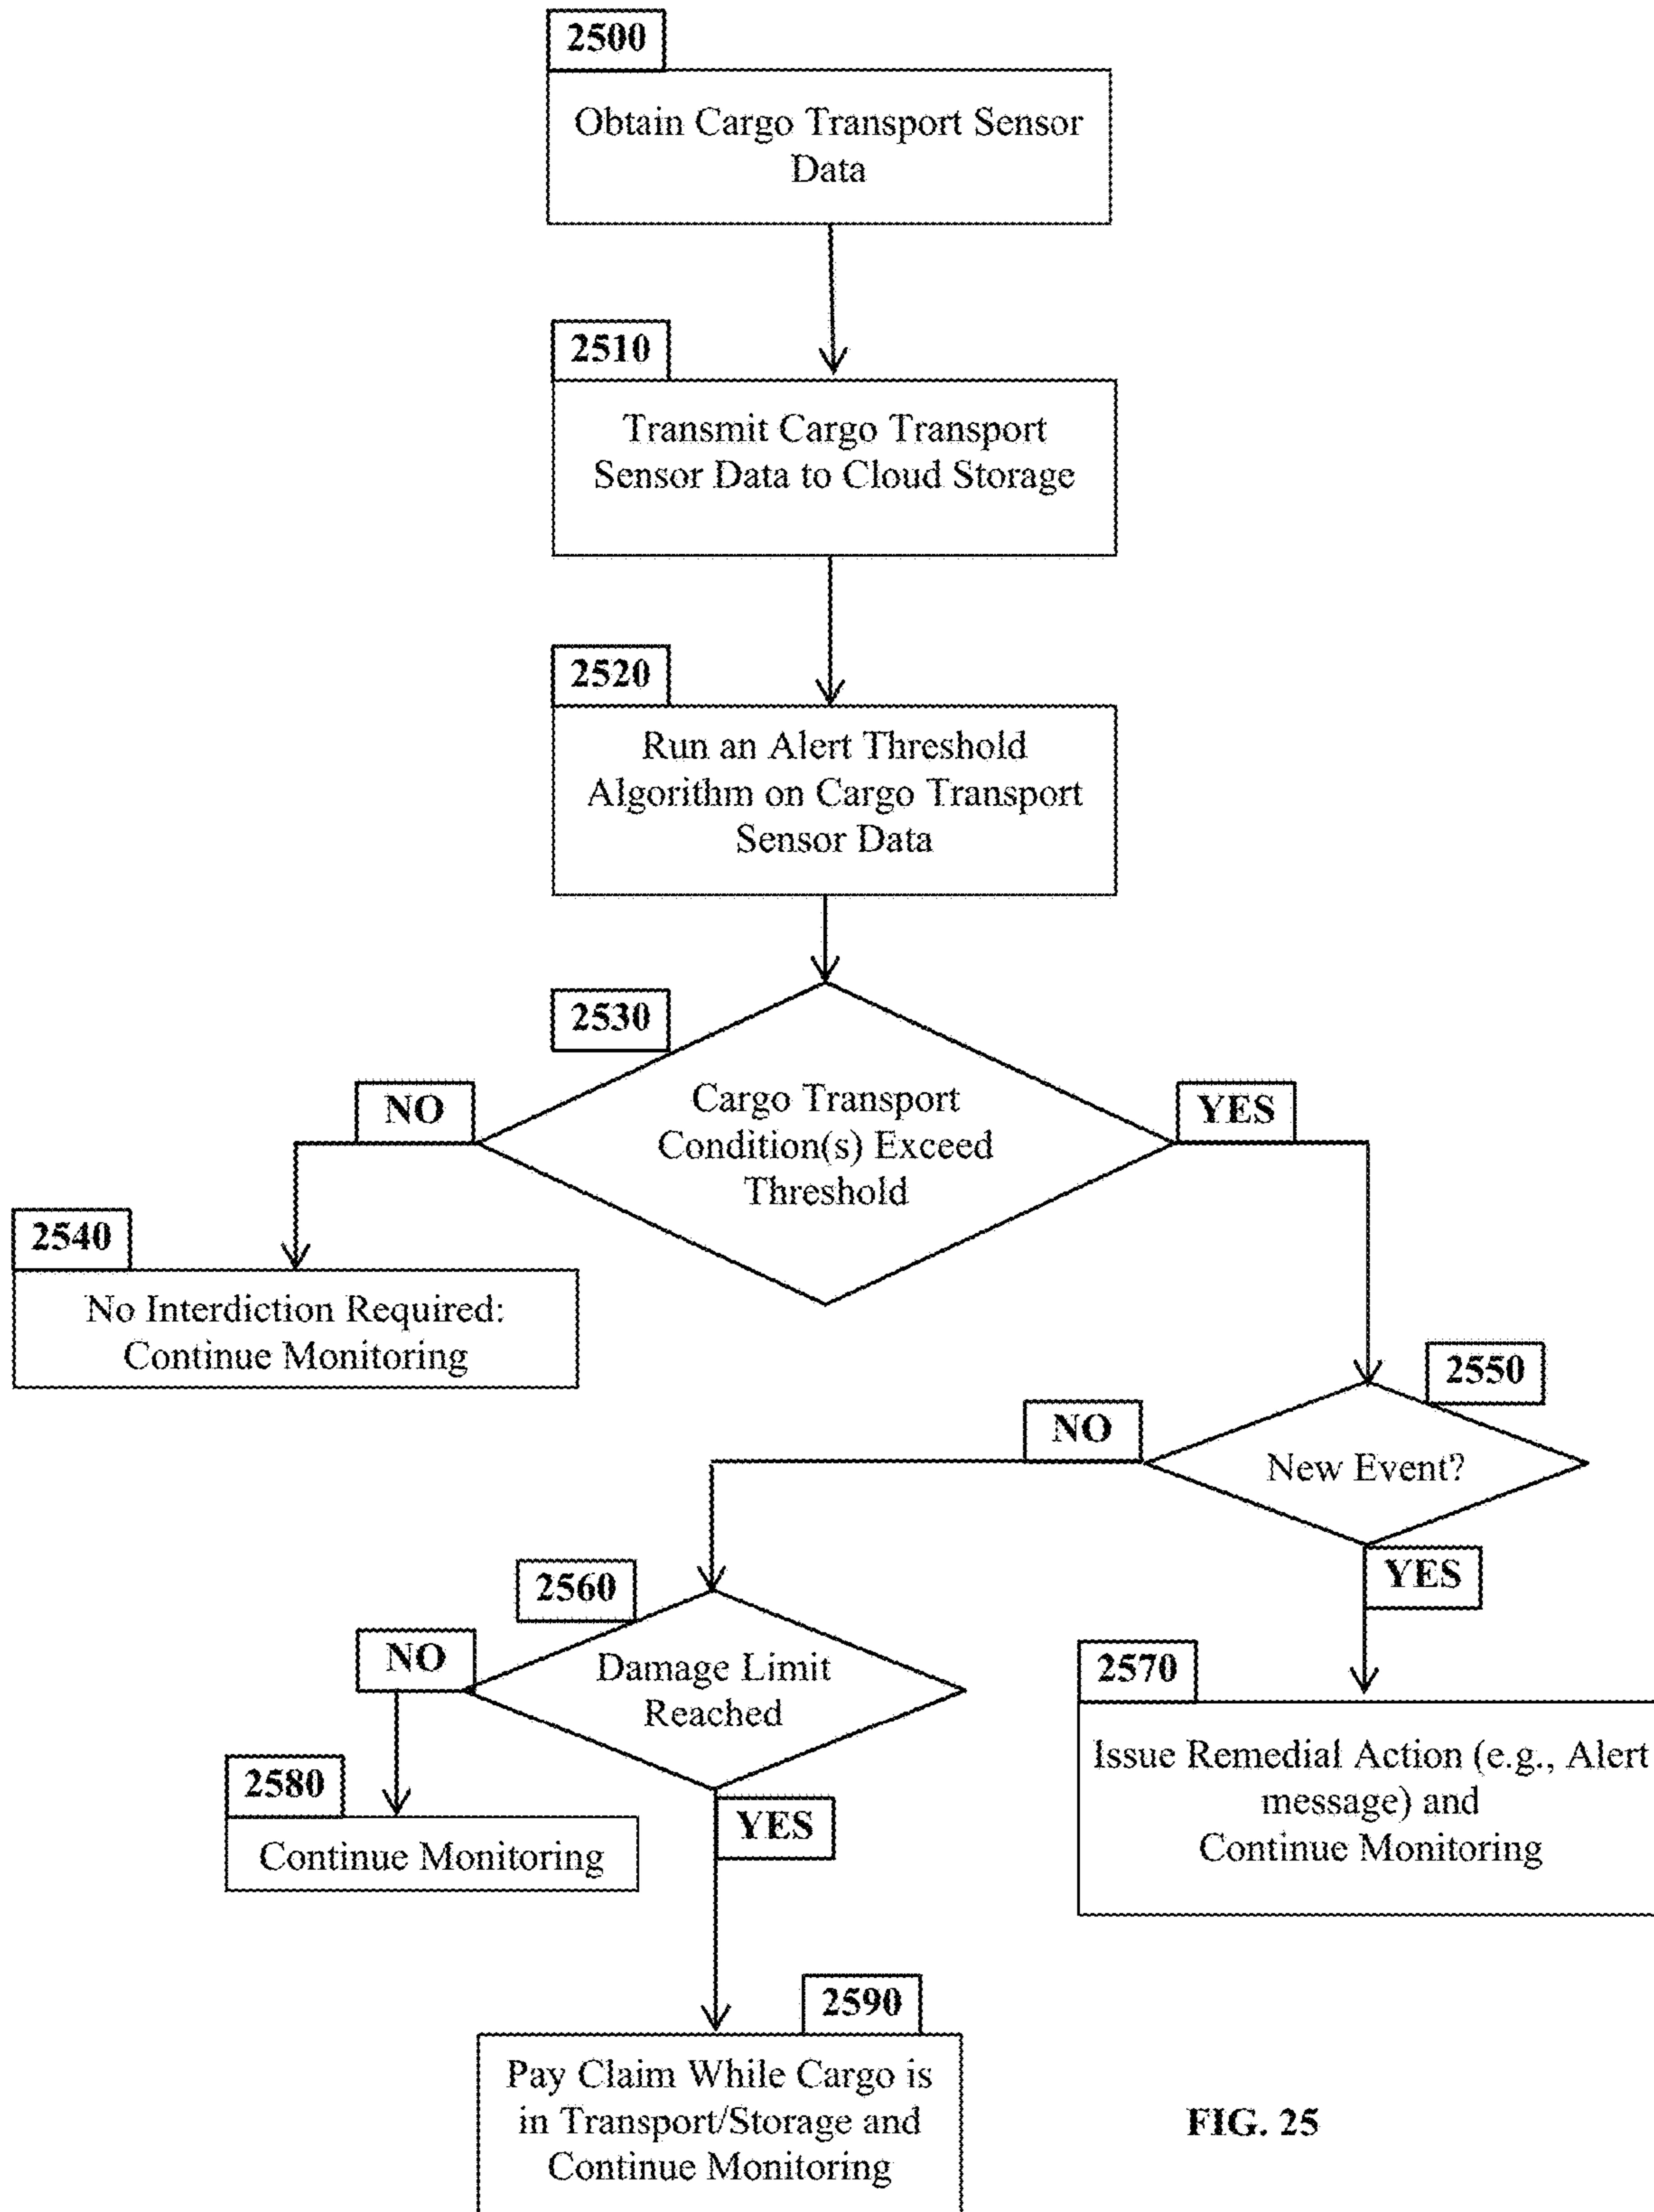 2500
Obtain Cargo Transport Sensor
Data
2510
Transmit Cargo Transport
Sensor Data to Cloud Storage
2520
Run an Alert Threshold
Algorithm on Cargo Transport
Sensor Data
2530
NO
Cargo Transport
Condition(s) Exceed
Threshold
YES
2540
No Interdiction Required:
Continue Monitoring
2550
NO
New Event?
YES
2560
NO
Damage Limit
Reached
YES
2570
Issue Remedial Action (e.g., Alert
message) and
Continue Monitoring
2580
Continue Monitoring
2590
Pay Claim While Cargo is
in Transport/Storage and
Continue Monitoring
FIG. 25